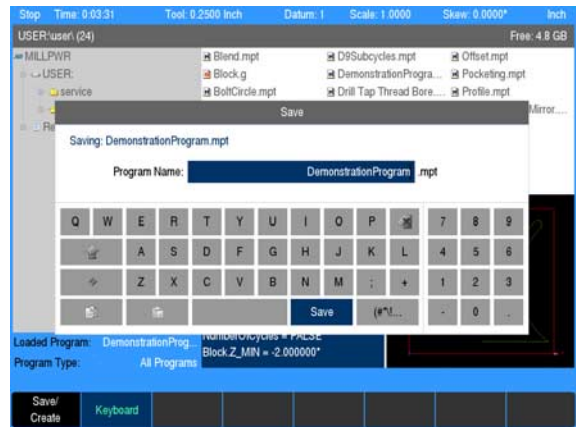 Stop Time: 0:03:31 Tool: 0.2500 Inch Datum: 1 Scale: 1.0000 Skew: 0.0000° Inch
USER:\user\ (24) Free: 4.8 GB
MILLPWR Blend.mpt D9Subcycles.mpt Offset.mpt
USER: Block.g DemonstrationProgra... Pocketing.mpt
service BoltCircle.mpt Drill Tap Thread Bore.... Profile.mpt
Mirror....
Save
Saving: DemonstrationProgram.mpt
Program Name: DemonstrationProgram .mpt
Q W E R T Y U I O P 7 8 9
A S D F G H J K L 4 5 6
Z X C V B N M ; + 1 2 3
Save - 0 .
Loaded Program: DemonstrationProg... NumberOfCycles = FALSE
Program Type: All Programs Block.Z_MIN = -2.000000"
Save/
Create Keyboard